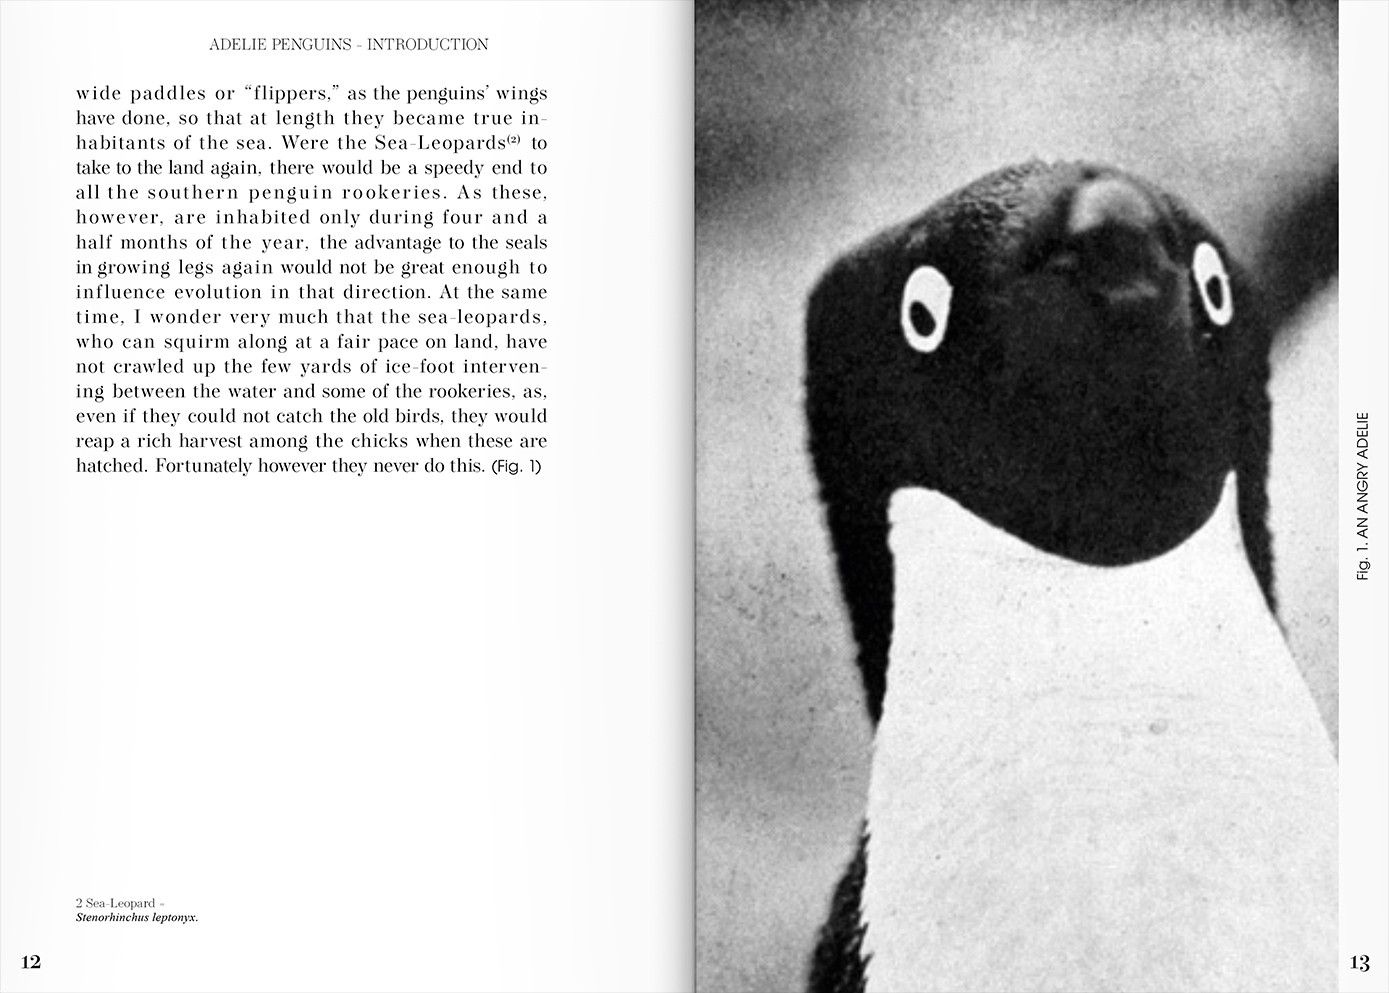 ADELIE PENGUINS - INTRODUCTION
wide paddles or “flippers,” as the penguins’ wings
have done, so that at length they became true in-
habitants of the sea. Were the Sea-Leopards(2) to
take to the land again, there would be a speedy end to
all the southern penguin rookeries. As these,
however, are inhabited only during four and a
half months of the year, the advantage to the seals
in growing legs again would not be great enough to
influence evolution in that direction. At the same
time, I wonder very much that the sea-leopards,
who can squirm along at a fair pace on land, have
not crawled up the few yards of ice-foot interven-
ing between the water and some of the rookeries, as,
even if they could not catch the old birds, they would
reap a rich harvest among the chicks when these are
hatched. Fortunately however they never do this. (Fig. 1)
2 Sea-Leopard -
Stenorhinchus leptonyx.
12
Fig. 1. AN ANGRY ADELIE
13